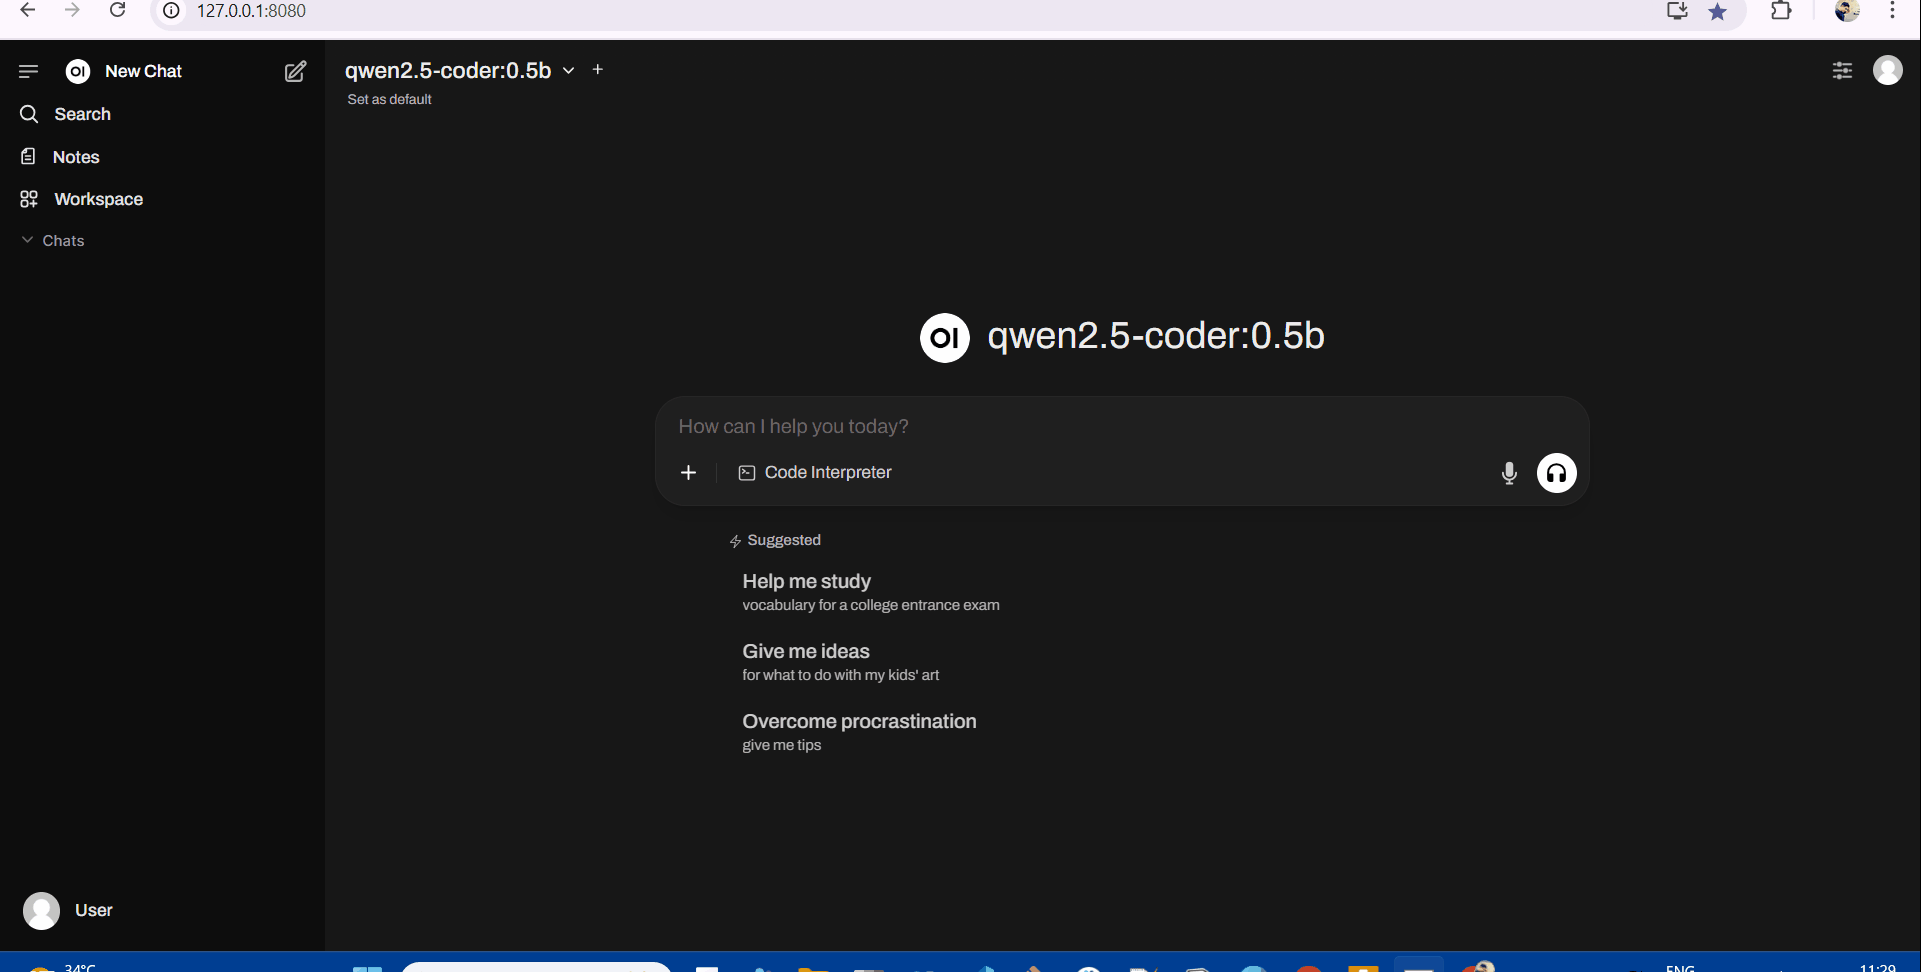 127.0.0.1:8080
OI
New Chat
Search
Notes
Workspace
Chats
qwen2.5-coder:0.5b
Set as default
OI
qwen2.5-coder:0.5b
How can I help you today?
Code Interpreter
Suggested
Help me study
vocabulary for a college entrance exam
Give me ideas
for what to do with my kids' art
Overcome procrastination
give me tips
User
34°C
ENG
11:29